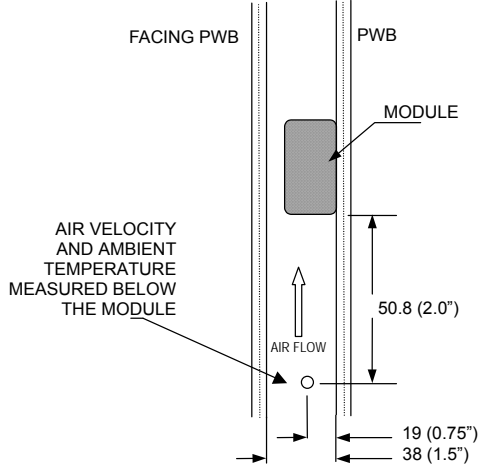 FACING PWB
PWB
MODULE
AIR VELOCITY
AND AMBIENT
TEMPERATURE
MEASURED BELOW
THE MODULE
50.8 (2.0”)
AIR FLOW
19 (0.75”)
38 (1.5”)